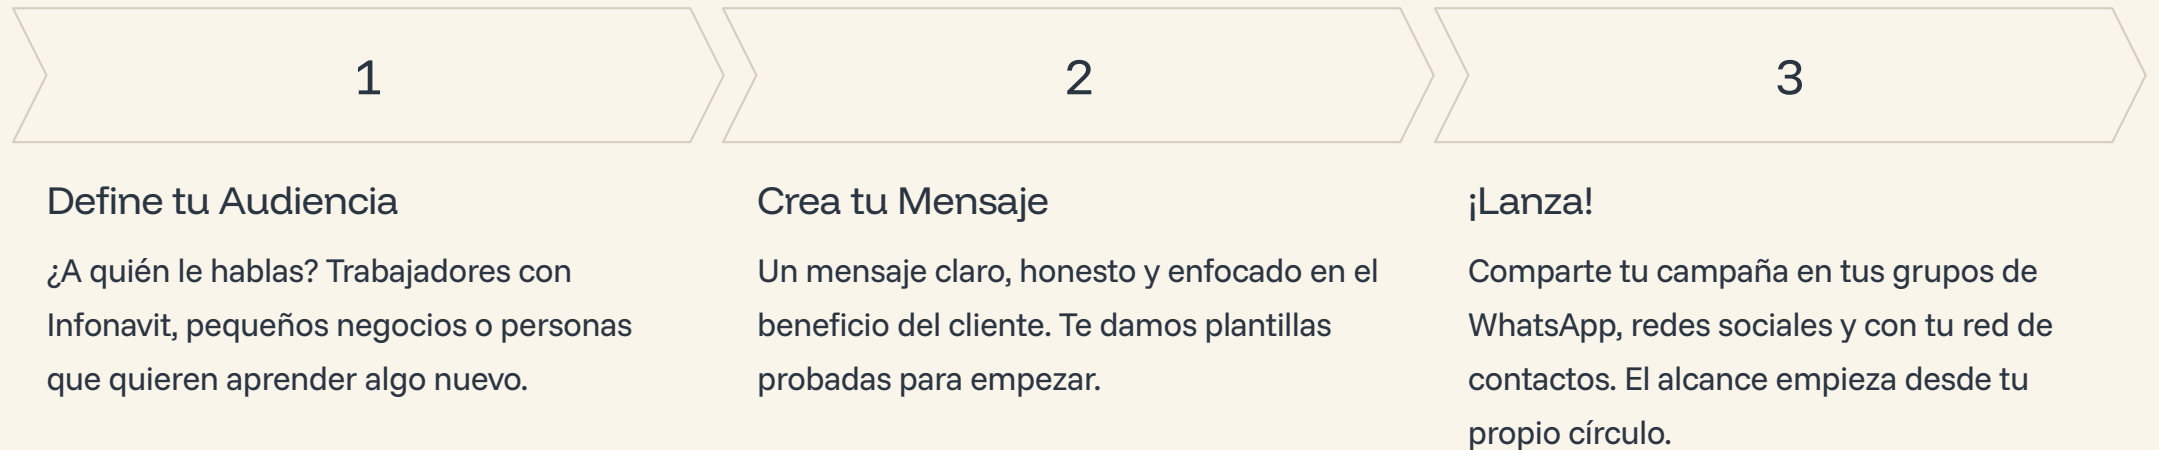 1
Define tu Audiencia
¿A quién le hablas? Trabajadores con
Infonavit, pequeños negocios o personas
que quieren aprender algo nuevo.
2
Crea tu Mensaje
Un mensaje claro, honesto y enfocado en el
beneficio del cliente. Te damos plantillas
probadas para empezar.
3
¡Lanza!
Comparte tu campaña en tus grupos de
WhatsApp, redes sociales y con tu red de
contactos. El alcance empieza desde tu
propio círculo.